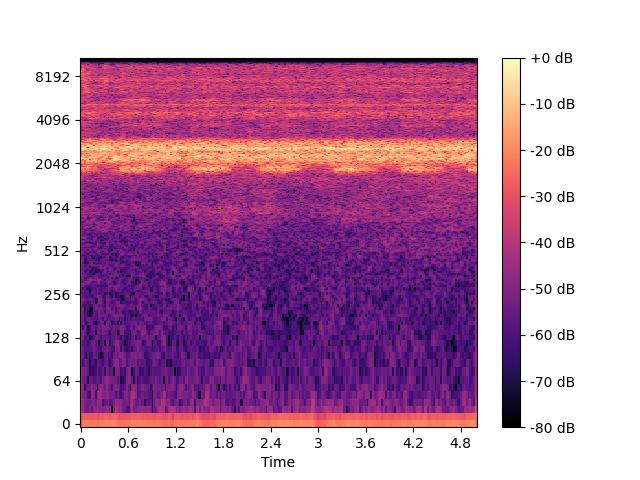 8192
4096
2048
1024
512
256
128
64
0
Hz
0 0.6 1.2 1.8 2.4 3 3.6 4.2 4.8
Time
+0 dB
-10 dB
-20 dB
-30 dB
-40 dB
-50 dB
-60 dB
-70 dB
-80 dB